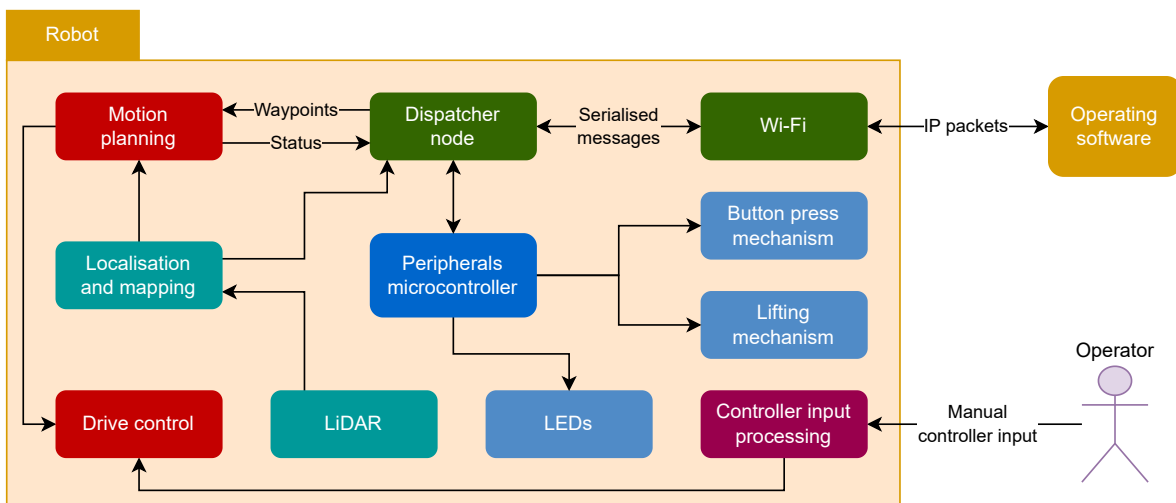 Robot
Motion
planning
Waypoints
Status
Dispatcher
node
Serialised
messages
Wi-Fi
IP packets
Operating
software
Localisation
and mapping
Peripherals
microcontroller
Button press
mechanism
Lifting
mechanism
Operator
Drive control
LiDAR
LEDs
Controller input
processing
Manual
controller input